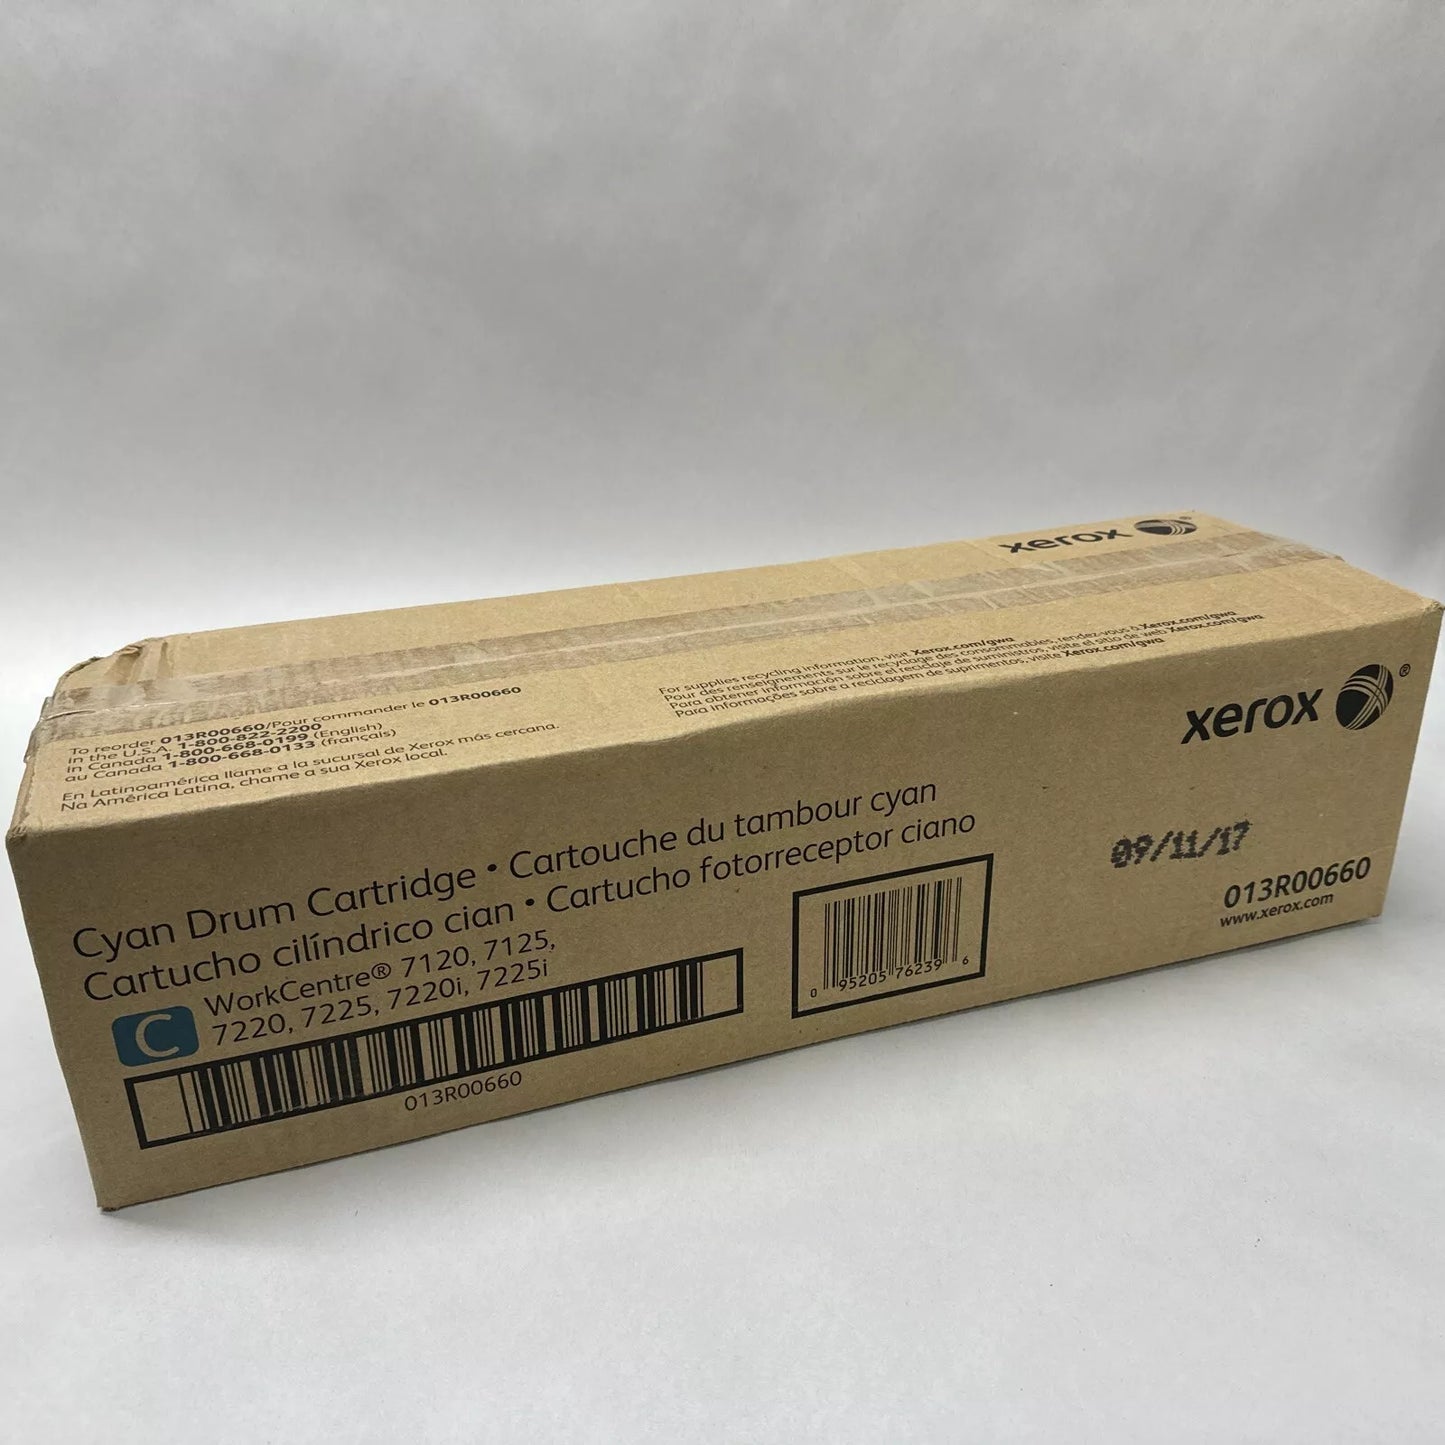 xerox ®
To reorder 013R00660/Pour commander le 013R00660
in the U.S.A. 1-800-822-2200
in Canada 1-800-668-0199 (English)
au Canada 1-800-668-0133 (français)
En Latinoamérica llame a la sucursal de Xerox más cercana.
Na América Latina, chame a sua Xerox local.
For supplies recycling information, visit Xerox.com/gwa
Pour des renseignements sur le recyclage des consommables, rendez-vous à Xerox.com/gwa
Para obtener información sobre el reciclaje de suministros, visite el sitio de web Xerox.com/gwa
Para informações sobre a reciclagem de suprimentos, visite Xerox.com/gwa
xerox ®
Cyan Drum Cartridge • Cartouche du tambour cyan
Cartucho cilíndrico cian • Cartucho fotorreceptor ciano
C
WorkCentre® 7120, 7125,
7220, 7225, 7220i, 7225i
013R00660
0 95205 76239 6
09/11/17
013R00660
www.xerox.com